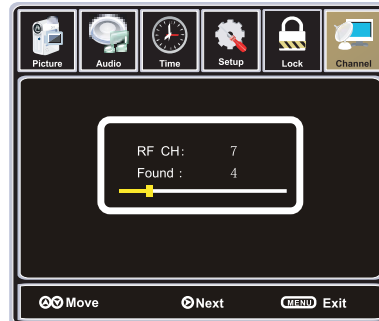 Picture Audio Time Setup Lock Channel
RF CH: 7
Found : 4
Move Next MENU Exit